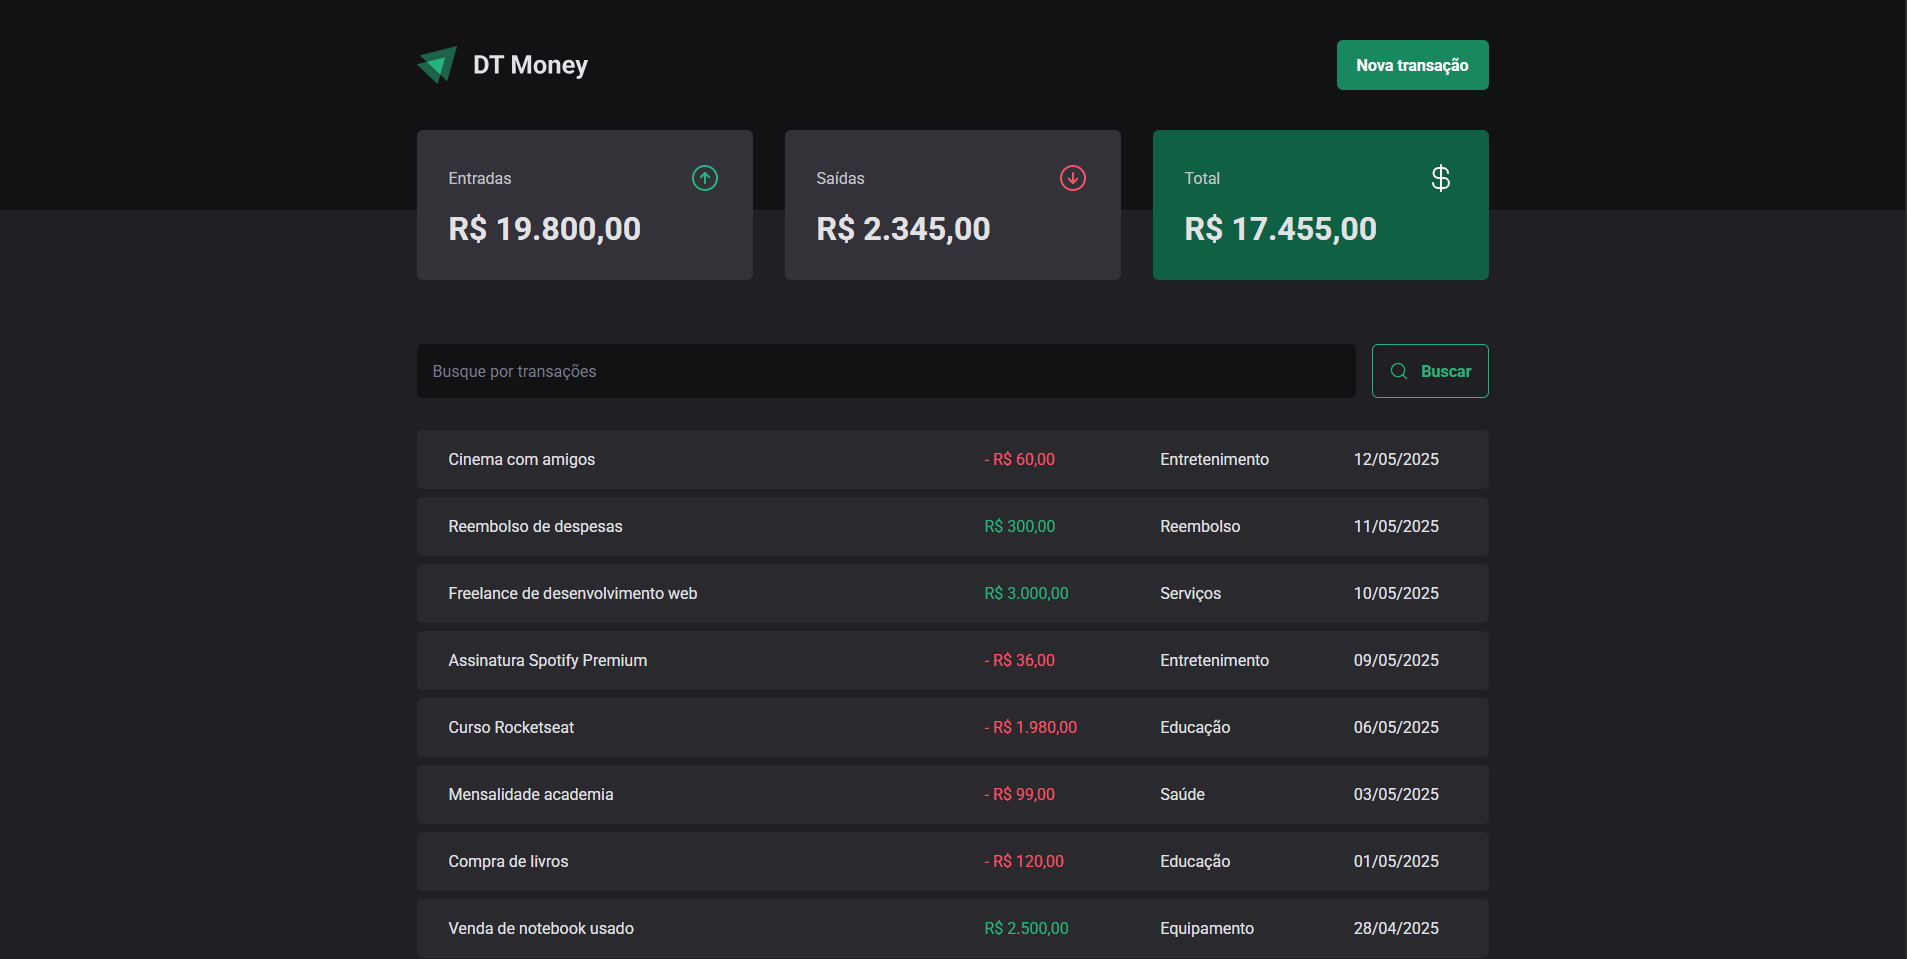 DT Money
Nova transação
Entradas
R$ 19.800,00
Saídas
R$ 2.345,00
Total
$
R$ 17.455,00
Busque por transações
Buscar
Cinema com amigos - R$ 60,00 Entretenimento 12/05/2025
Reembolso de despesas R$ 300,00 Reembolso 11/05/2025
Freelance de desenvolvimento web R$ 3.000,00 Serviços 10/05/2025
Assinatura Spotify Premium - R$ 36,00 Entretenimento 09/05/2025
Curso Rocketseat - R$ 1.980,00 Educação 06/05/2025
Mensalidade academia - R$ 99,00 Saúde 03/05/2025
Compra de livros - R$ 120,00 Educação 01/05/2025
Venda de notebook usado R$ 2.500,00 Equipamento 28/04/2025